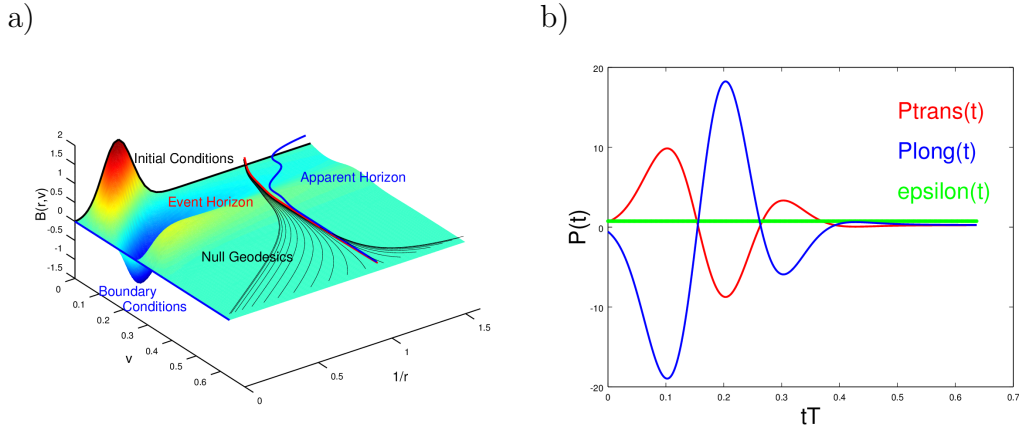 a)
B(r,v)
2
1.5
1
0.5
0
-0.5
-1
-1.5
Initial Conditions
Event Horizon
Apparent Horizon
Null Geodesics
Boundary
Conditions
0
0.1
0.2
0.3
0.4
0.5
0.6
v
0
0.5
1
1.5
1/r
b)
P(t)
20
10
0
-10
-20
Ptrans(t)
Plong(t)
epsilon(t)
0
0.1
0.2
0.3
0.4
0.5
0.6
0.7
tT